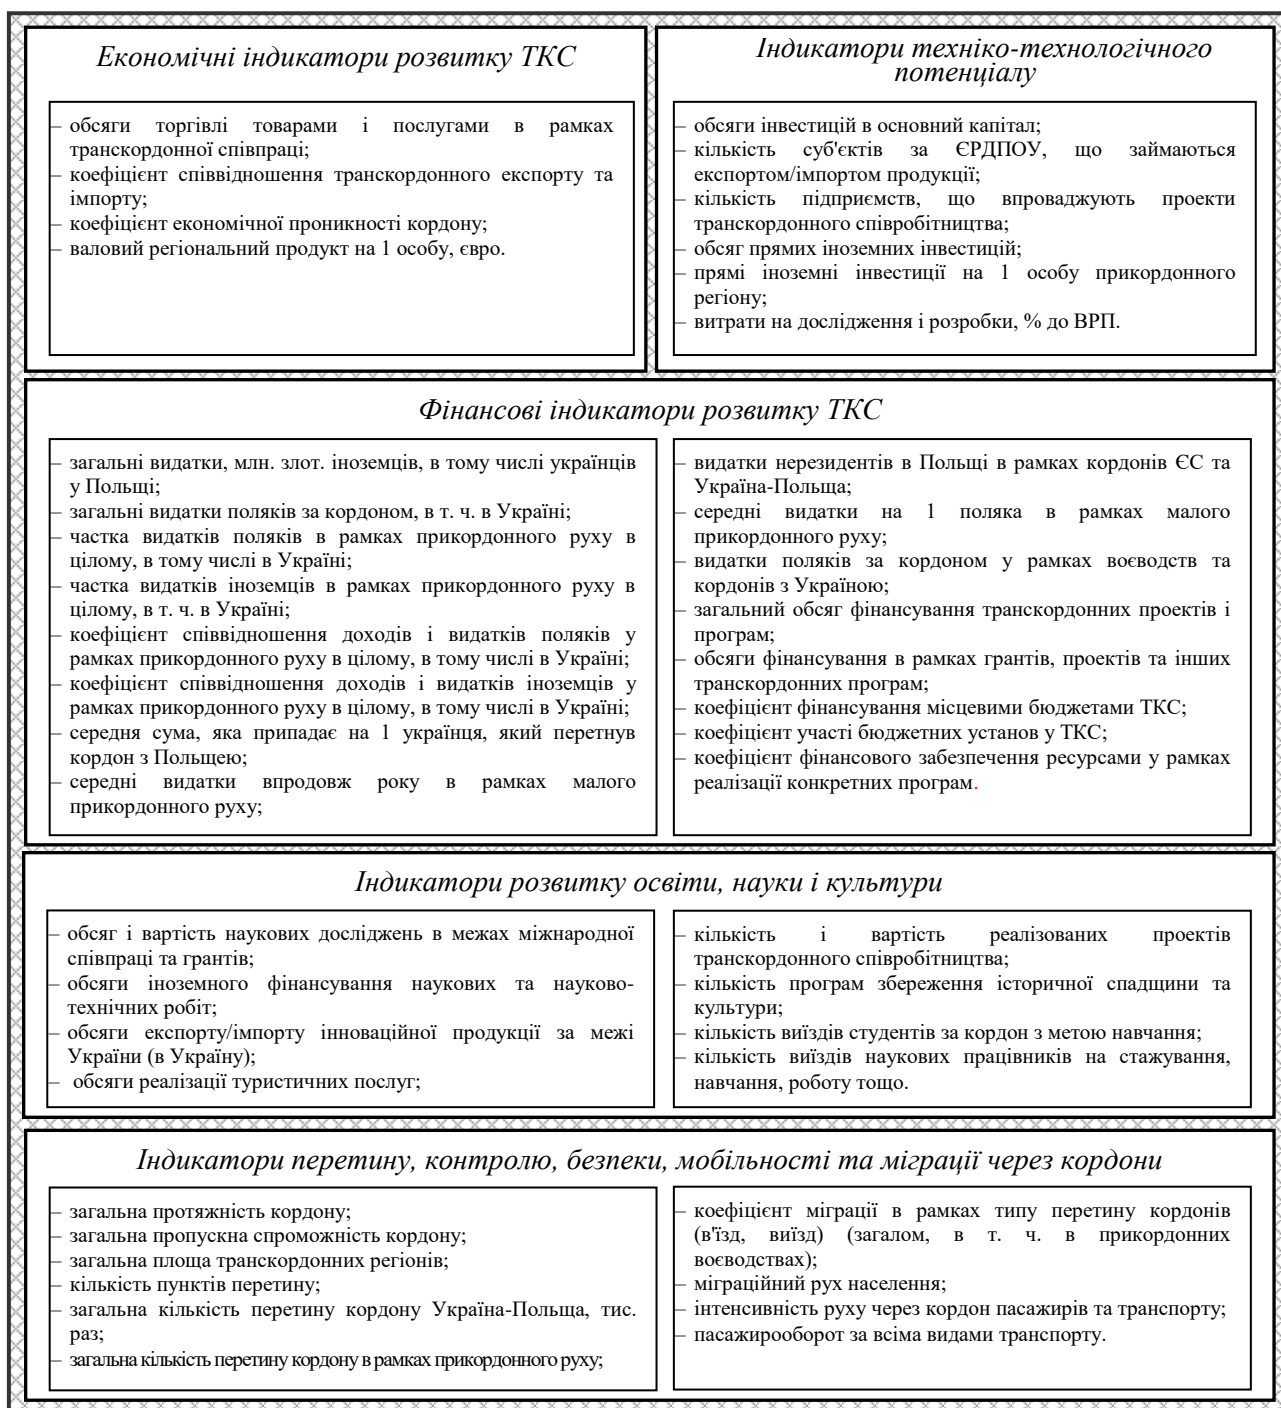 Економічні індикатори розвитку ТКС
– обсяги торгівлі товарами і послугами в рамках
транскордонної співпраці;
– коефіцієнт співвідношення транскордонного експорту та
імпорту;
– коефіцієнт економічної проникності кордону;
– валовий регіональний продукт на 1 особу, євро.
Індикатори техніко-технологічного
потенціалу
– обсяги інвестицій в основний капітал;
– кількість суб'єктів за ЄРДПОУ, що займаються
експортом/імпортом продукції;
– кількість підприємств, що впроваджують проекти
транскордонного співробітництва;
– обсяг прямих іноземних інвестицій;
– прямі іноземні інвестиції на 1 особу прикордонного
регіону;
– витрати на дослідження і розробки, % до ВРП.
Фінансові індикатори розвитку ТКС
– загальні видатки, млн. злот. іноземців, в тому числі українців
у Польщі;
– загальні видатки поляків за кордоном, в т. ч. в Україні;
– частка видатків поляків в рамках прикордонного руху в
цілому, в тому числі в Україні;
– частка видатків іноземців в рамках прикордонного руху в
цілому, в т. ч. в Україні;
– коефіцієнт співвідношення доходів і видатків поляків у
рамках прикордонного руху в цілому, в тому числі в Україні;
– коефіцієнт співвідношення доходів і видатків іноземців у
рамках прикордонного руху в цілому, в тому числі в Україні;
– середня сума, яка припадає на 1 українця, який перетнув
кордон з Польщею;
– середні видатки впродовж року в рамках малого
прикордонного руху;
– видатки нерезидентів в Польщі в рамках кордонів ЄС та
Україна-Польща;
– середні видатки на 1 поляка в рамках малого
прикордонного руху;
– видатки поляків за кордоном у рамках воєводств та
кордонів з Україною;
– загальний обсяг фінансування транскордонних проектів і
програм;
– обсяги фінансування в рамках грантів, проектів та інших
транскордонних програм;
– коефіцієнт фінансування місцевими бюджетами ТКС;
– коефіцієнт участі бюджетних установ у ТКС;
– коефіцієнт фінансового забезпечення ресурсами у рамках
реалізації конкретних програм.
Індикатори розвитку освіти, науки і культури
– обсяг і вартість наукових досліджень в межах міжнародної
співпраці та грантів;
– обсяги іноземного фінансування наукових та науково-
технічних робіт;
– обсяги експорту/імпорту інноваційної продукції за межі
України (в Україну);
– обсяги реалізації туристичних послуг;
– кількість і вартість реалізованих проектів
транскордонного співробітництва;
– кількість програм збереження історичної спадщини та
культури;
– кількість виїздів студентів за кордон з метою навчання;
– кількість виїздів наукових працівників на стажування,
навчання, роботу тощо.
Індикатори перетину, контролю, безпеки, мобільності та міграції через кордони
– загальна протяжність кордону;
– загальна пропускна спроможність кордону;
– загальна площа транскордонних регіонів;
– кількість пунктів перетину;
– загальна кількість перетину кордону Україна-Польща, тис.
раз;
– загальна кількість перетину кордону в рамках прикордонного руху;
– коефіцієнт міграції в рамках типу перетину кордонів
(в'їзд, виїзд) (загалом, в т. ч. в прикордонних
воєводствах);
– міграційний рух населення;
– інтенсивність руху через кордон пасажирів та транспорту;
– пасажирооборот за всіма видами транспорту.